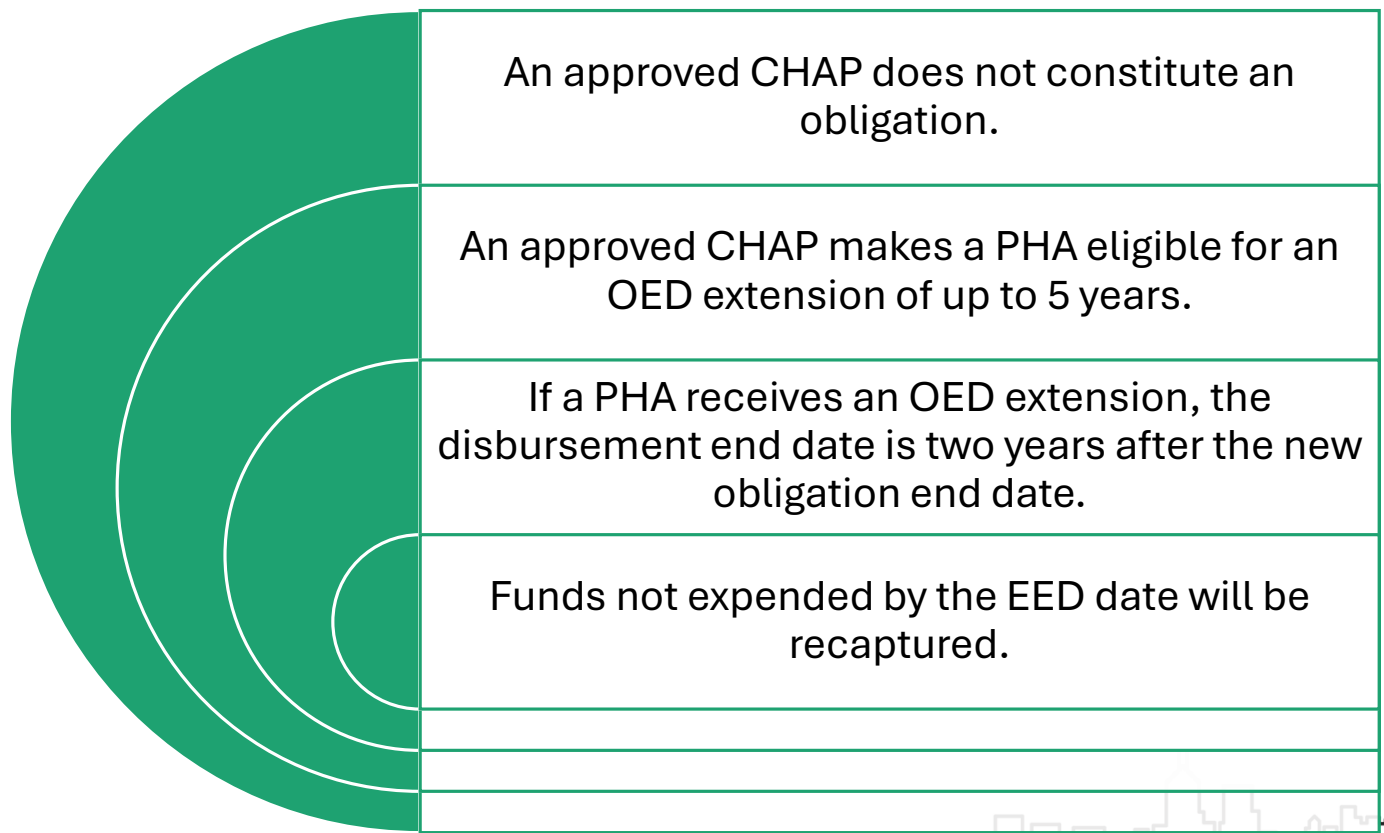 An approved CHAP does not constitute an
obligation.
An approved CHAP makes a PHA eligible for an
OED extension of up to 5 years.
If a PHA receives an OED extension, the
disbursement end date is two years after the new
obligation end date.
Funds not expended by the EED date will be
recaptured.